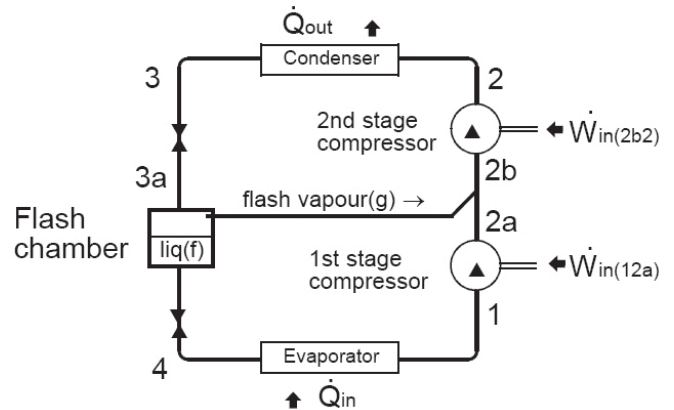 Q̇out
Condenser
3
2
2nd stage
compressor
Ẇin(2b2)
3a
2b
flash vapour(g) →
Flash
chamber
liq(f)
2a
1st stage
compressor
Ẇin(12a)
1
4
Evaporator
Q̇in